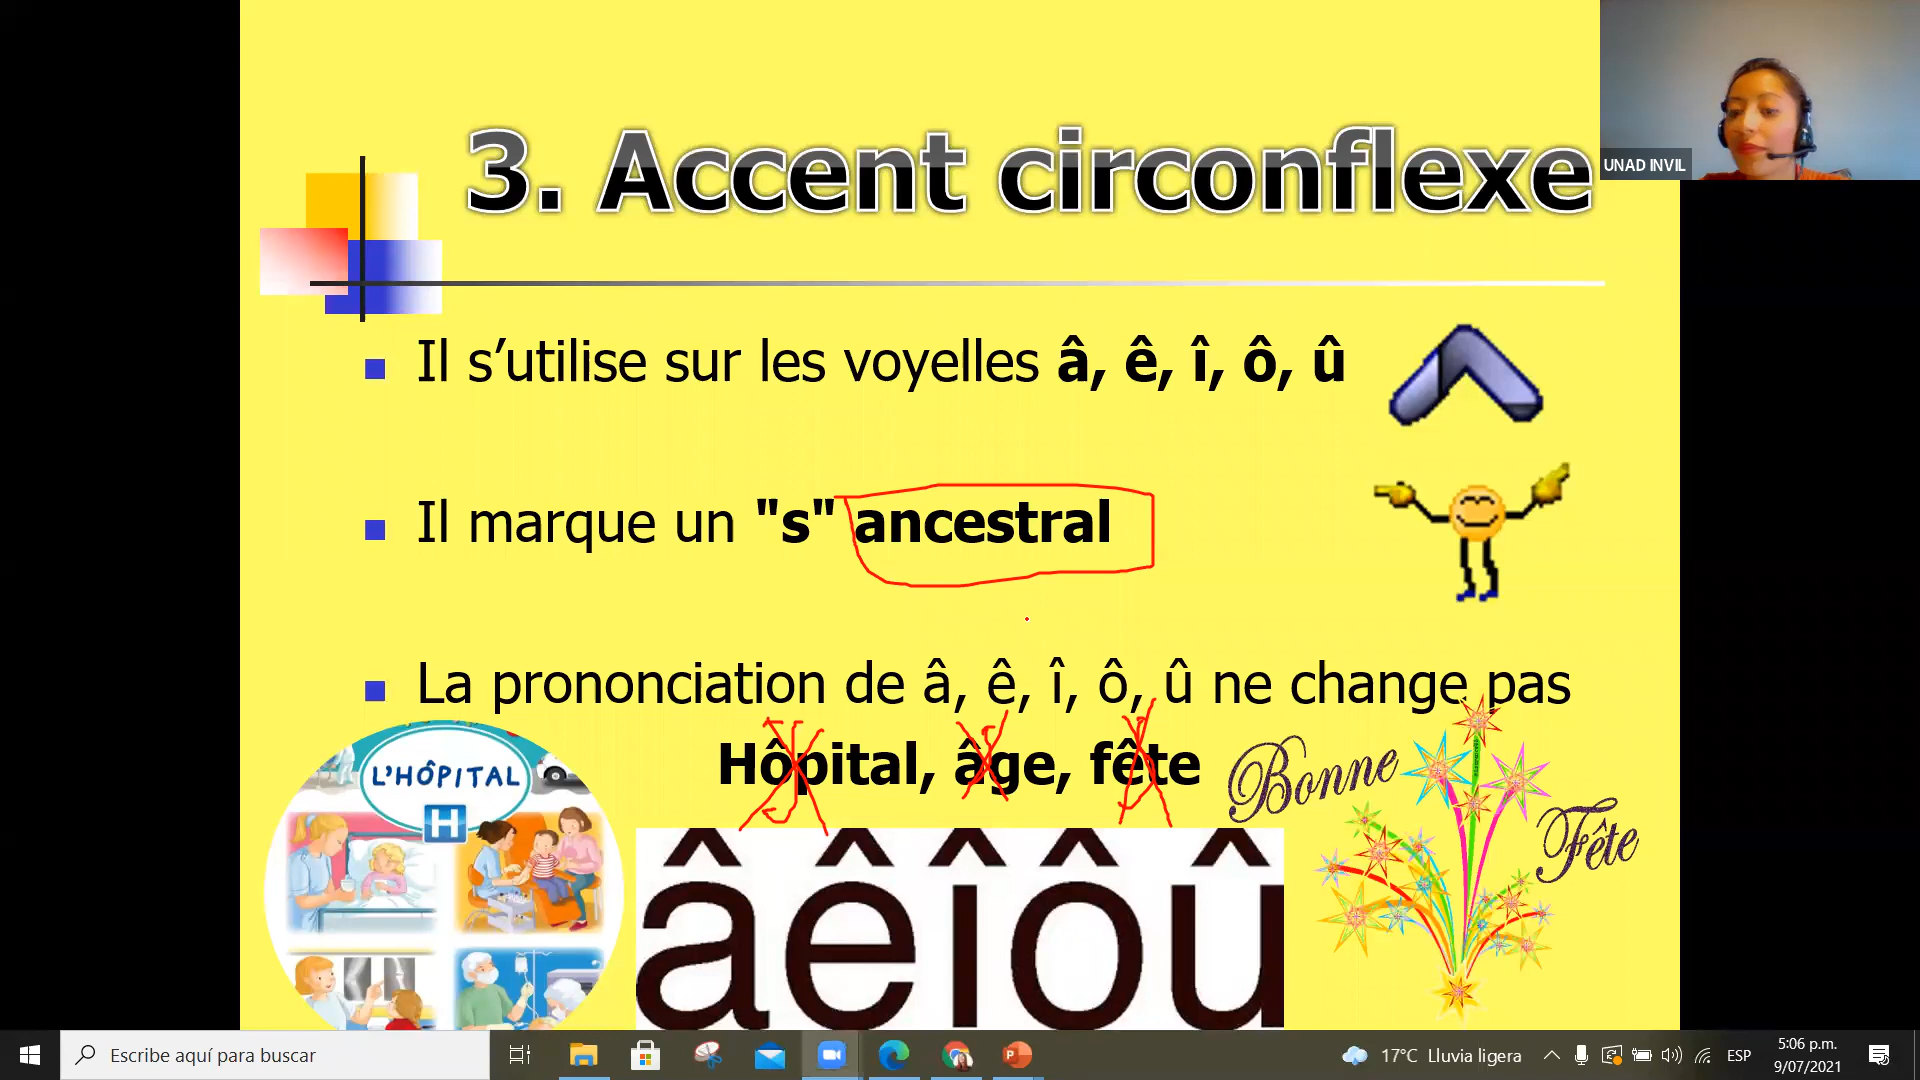 3. Accent circonflexe
UNAD INVIL
Il s’utilise sur les voyelles â, ê, î, ô, û
Il marque un "s" ancestral
La prononciation de â, ê, î, ô, û ne change pas
Hôpital, âge, fête
L'HÔPITAL
H
Bonne
Fête
âêîôû
Escribe aquí para buscar
17°C Lluvia ligera
ESP
5:06 p.m.
9/07/2021